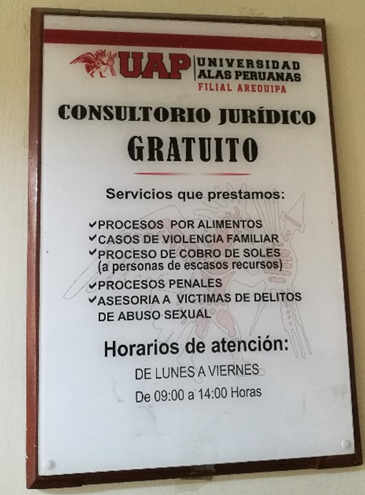 UAP
UNIVERSIDAD
ALAS PERUANAS
FILIAL AREQUIPA
CONSULTORIO JURÍDICO
GRATUITO
Servicios que prestamos:
PROCESOS POR ALIMENTOS
CASOS DE VIOLENCIA FAMILIAR
PROCESO DE COBRO DE SOLES
(a personas de escasos recursos)
PROCESOS PENALES
ASESORIA A VICTIMAS DE DELITOS
DE ABUSO SEXUAL
Horarios de atención:
DE LUNES A VIERNES
De 09:00 a 14:00 Horas